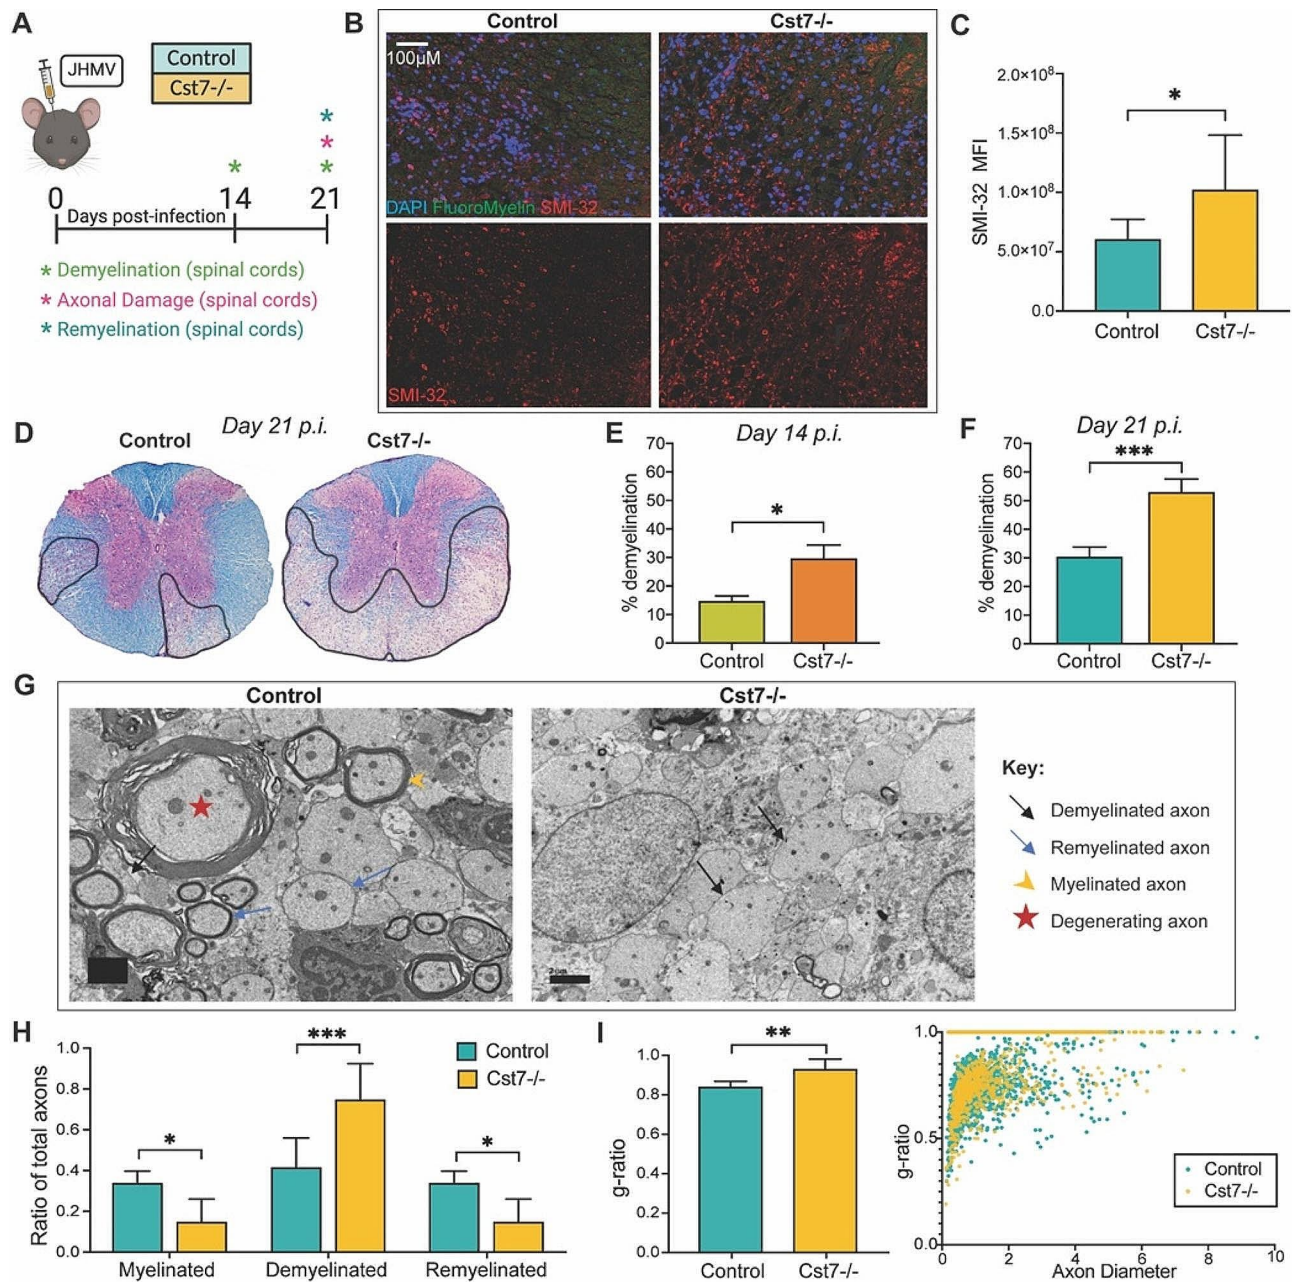 A
JHMV
Control
Cst7-/-
*
*
* *
0 14 21
Days post-infection
* Demyelination (spinal cords)
* Axonal Damage (spinal cords)
* Remyelination (spinal cords)
B
Control Cst7-/-
100μM
DAPI FluoroMyelin SMI-32
SMI-32
C
SMI-32 MFI
2.0×10⁸
1.5×10⁸
1.0×10⁸
5.0×10⁷
0.0
*
Control Cst7-/-
D
Day 21 p.i.
Control Cst7-/-
E
Day 14 p.i.
% demyelination
70
60
50
40
30
20
10
0
*
Control Cst7-/-
F
Day 21 p.i.
% demyelination
70
60
50
40
30
20
10
0
***
Control Cst7-/-
G
Control Cst7-/-
2um
Key:
Demyelinated axon
Remyelinated axon
Myelinated axon
Degenerating axon
H
Ratio of total axons
1.0
0.8
0.6
0.4
0.2
0.0
* *** *
Control
Cst7-/-
Myelinated Demyelinated Remyelinated
I
g-ratio
1.0
0.8
0.6
0.4
0.2
0.0
**
Control Cst7-/-
g-ratio
1.0
0.5
0.0
0 2 4 6 8 10
Axon Diameter
Control
Cst7-/-